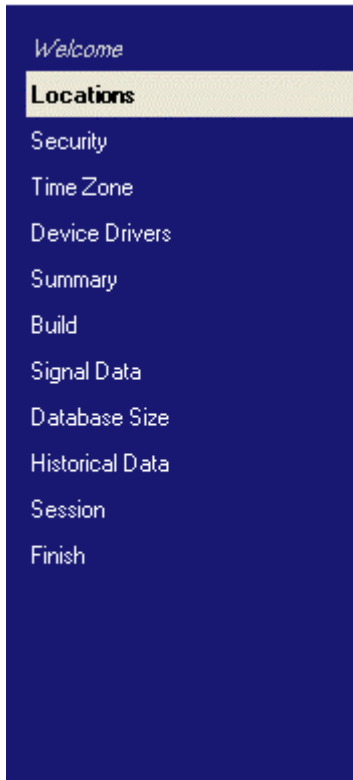 Welcome
Locations
Security
Time Zone
Device Drivers
Summary
Build
Signal Data
Database Size
Historical Data
Session
Finish